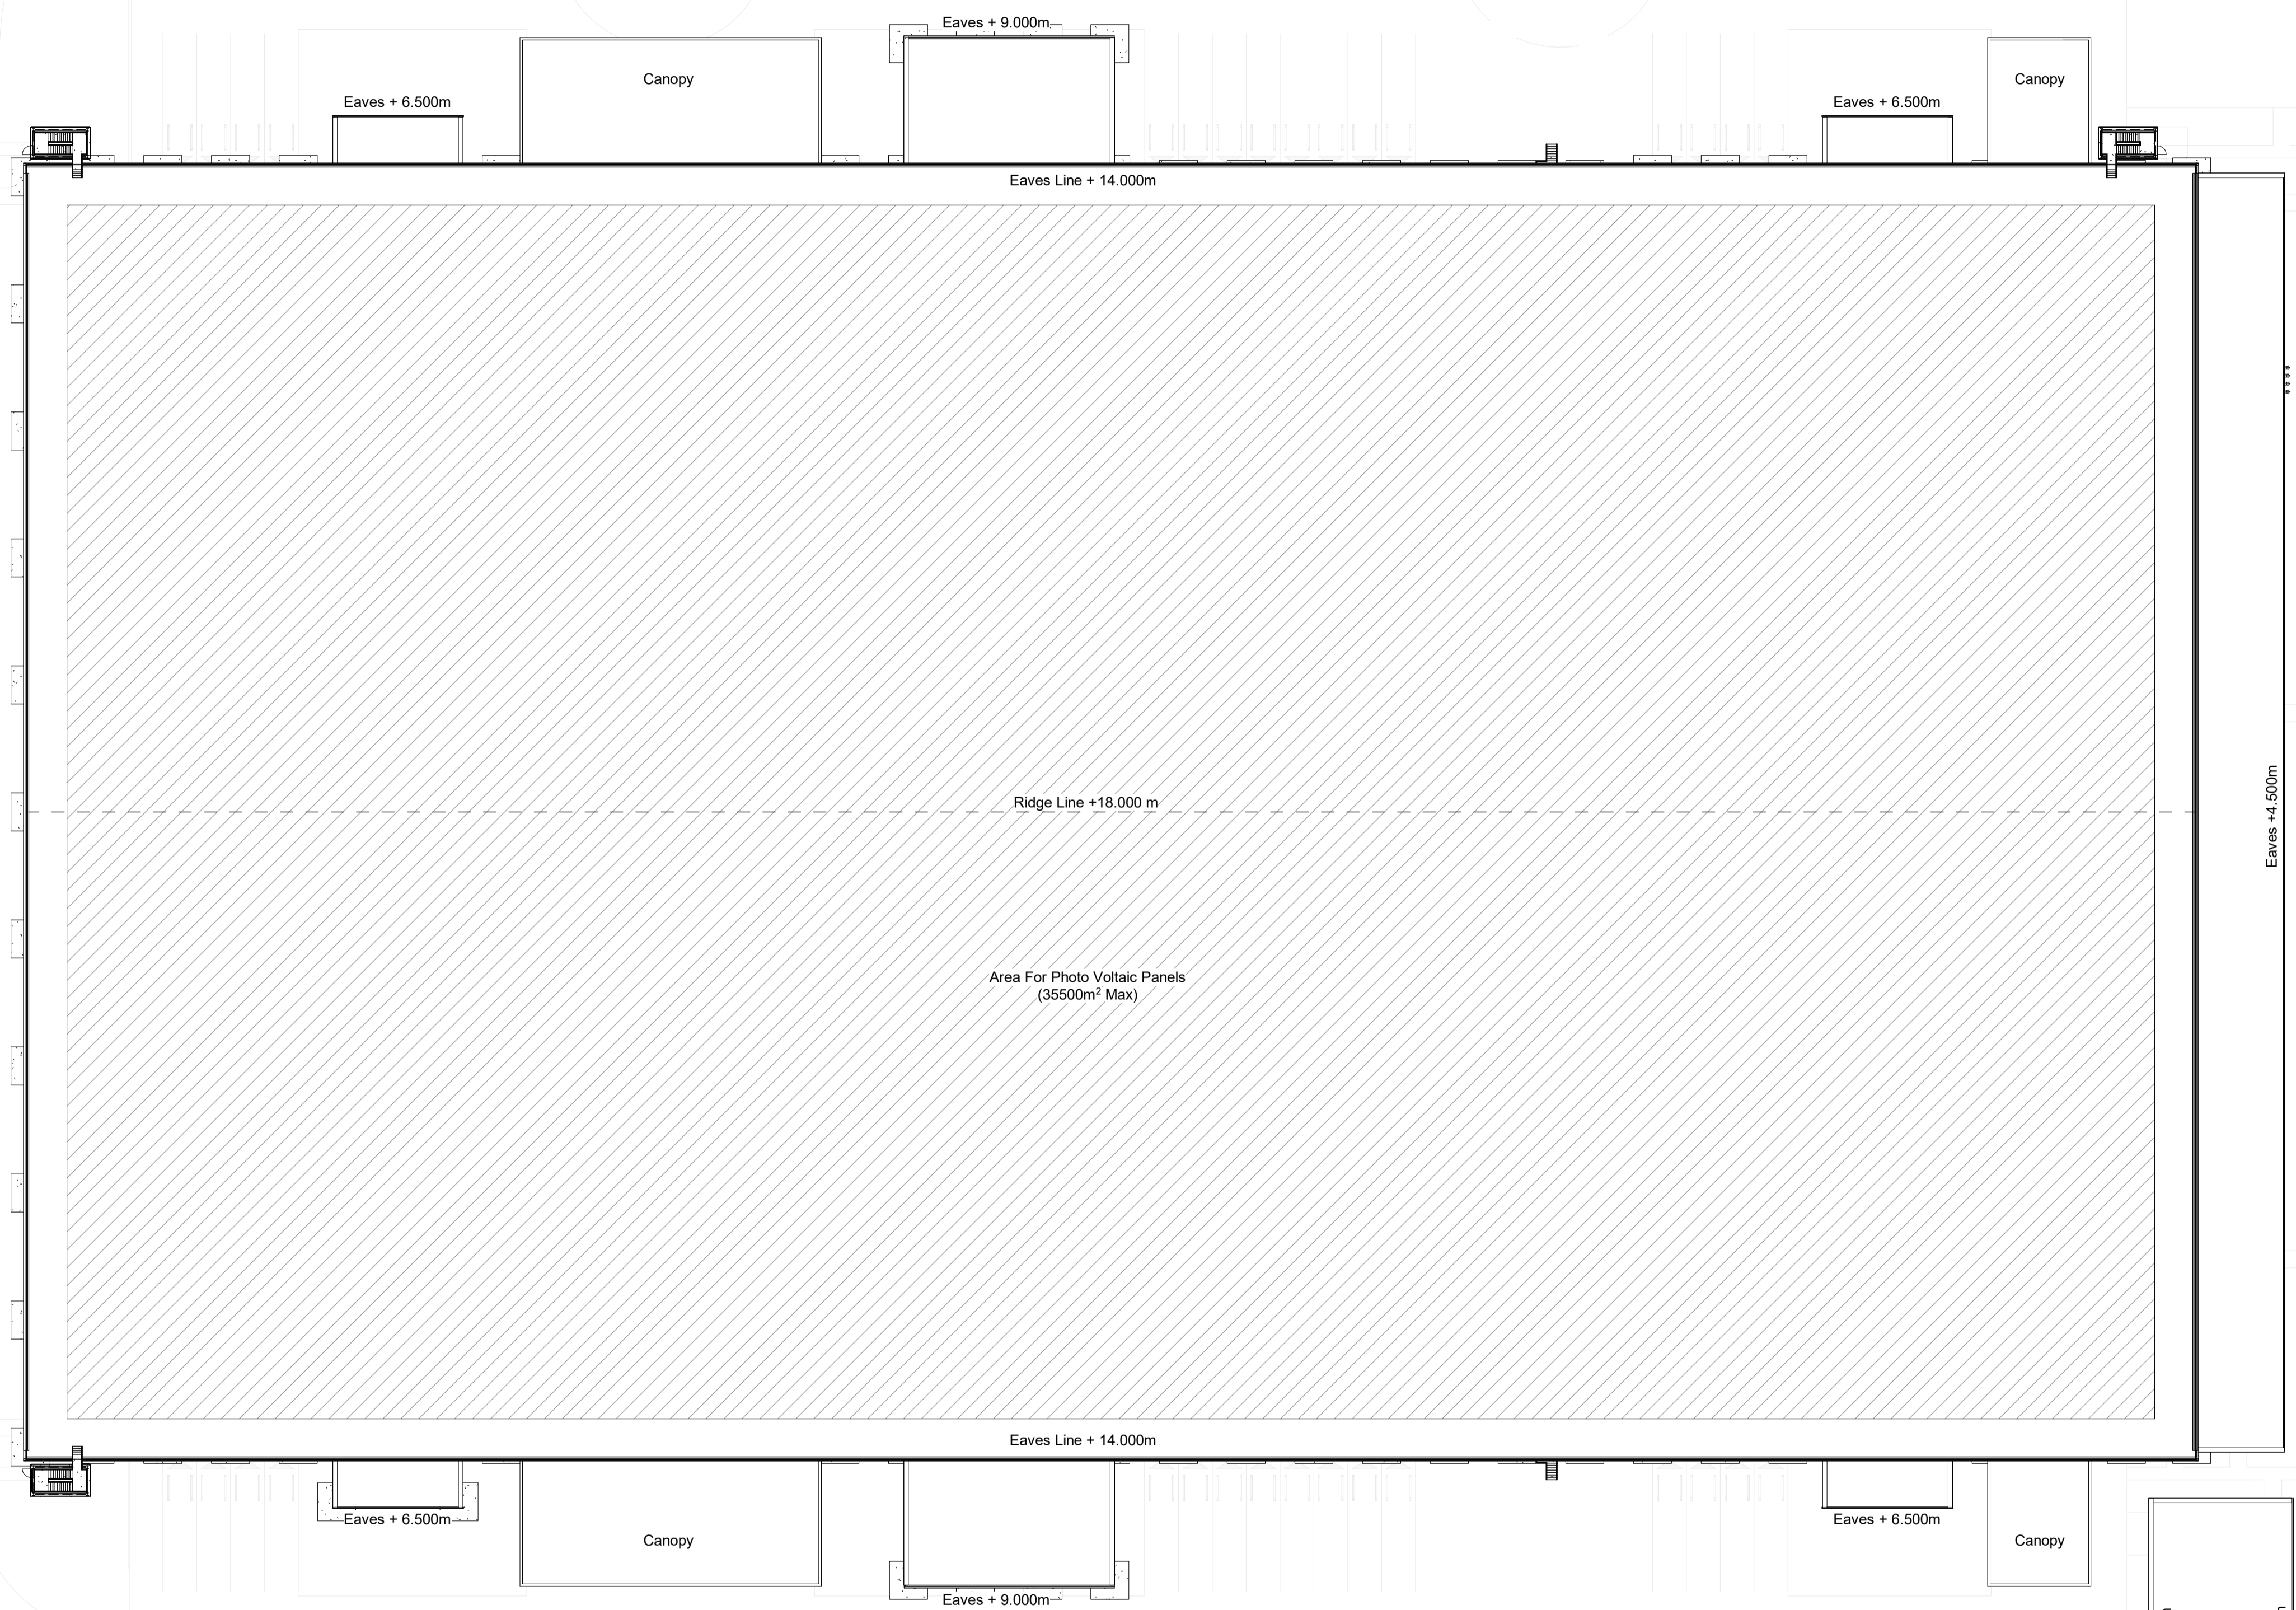 Eaves + 9.000m
Canopy
Canopy
Eaves + 6.500m
Eaves + 6.500m
Eaves Line + 14.000m
Ridge Line +18.000 m
Eaves +4.500m
Area For Photo Voltaic Panels
(35500m² Max)
Eaves Line + 14.000m
Eaves + 6.500m
Eaves + 6.500m
Canopy
Canopy
Eaves + 9.000m